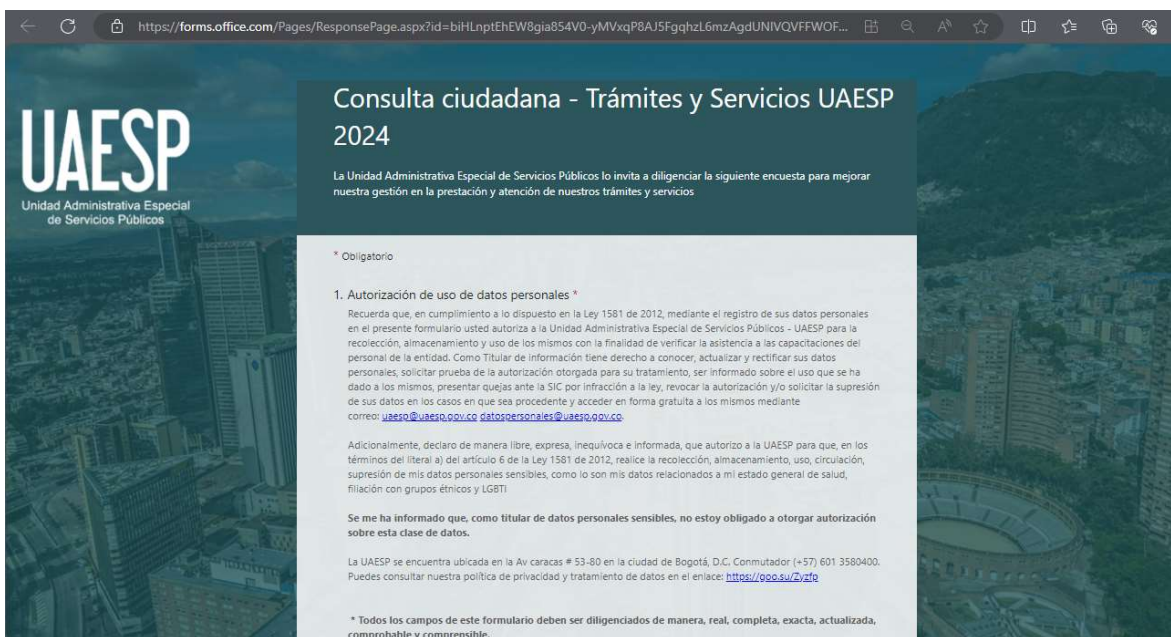 https://forms.office.com/Pages/ResponsePage.aspx?id=biHLnptEhEW8gia854V0-yMVxqP8AJ5FgqhzL6mzAgdUNIVQVFFWOF...
UAESP
Unidad Administrativa Especial
de Servicios Públicos
Consulta ciudadana - Trámites y Servicios UAESP
2024
La Unidad Administrativa Especial de Servicios Públicos lo invita a diligenciar la siguiente encuesta para mejorar
nuestra gestión en la prestación y atención de nuestros trámites y servicios
* Obligatorio
1. Autorización de uso de datos personales *
Recuerda que, en cumplimiento a lo dispuesto en la Ley 1581 de 2012, mediante el registro de sus datos personales
en el presente formulario usted autoriza a la Unidad Administrativa Especial de Servicios Públicos - UAESP para la
recolección, almacenamiento y uso de los mismos con la finalidad de verificar la asistencia a las capacitaciones del
personal de la entidad. Como Titular de información tiene derecho a conocer, actualizar y rectificar sus datos
personales, solicitar prueba de la autorización otorgada para su tratamiento, ser informado sobre el uso que se ha
dado a los mismos, presentar quejas ante la SIC por infracción a la ley, revocar la autorización y/o solicitar la supresión
de sus datos en los casos en que sea procedente y acceder en forma gratuita a los mismos mediante
correo: uaesp@uaesp.gov.co datospersonales@uaesp.gov.co.
Adicionalmente, declaro de manera libre, expresa, inequívoca e informada, que autorizo a la UAESP para que, en los
términos del literal a) del artículo 6 de la Ley 1581 de 2012, realice la recolección, almacenamiento, uso, circulación,
supresión de mis datos personales sensibles, como lo son mis datos relacionados a mi estado general de salud,
filiación con grupos étnicos y LGBTI
Se me ha informado que, como titular de datos personales sensibles, no estoy obligado a otorgar autorización
sobre esta clase de datos.
La UAESP se encuentra ubicada en la Av caracas # 53-80 en la ciudad de Bogotá, D.C. Conmutador (+57) 601 3580400.
Puedes consultar nuestra política de privacidad y tratamiento de datos en el enlace: https://goo.su/Zyzfp
* Todos los campos de este formulario deben ser diligenciados de manera, real, completa, exacta, actualizada,
comprobable y comprensible.